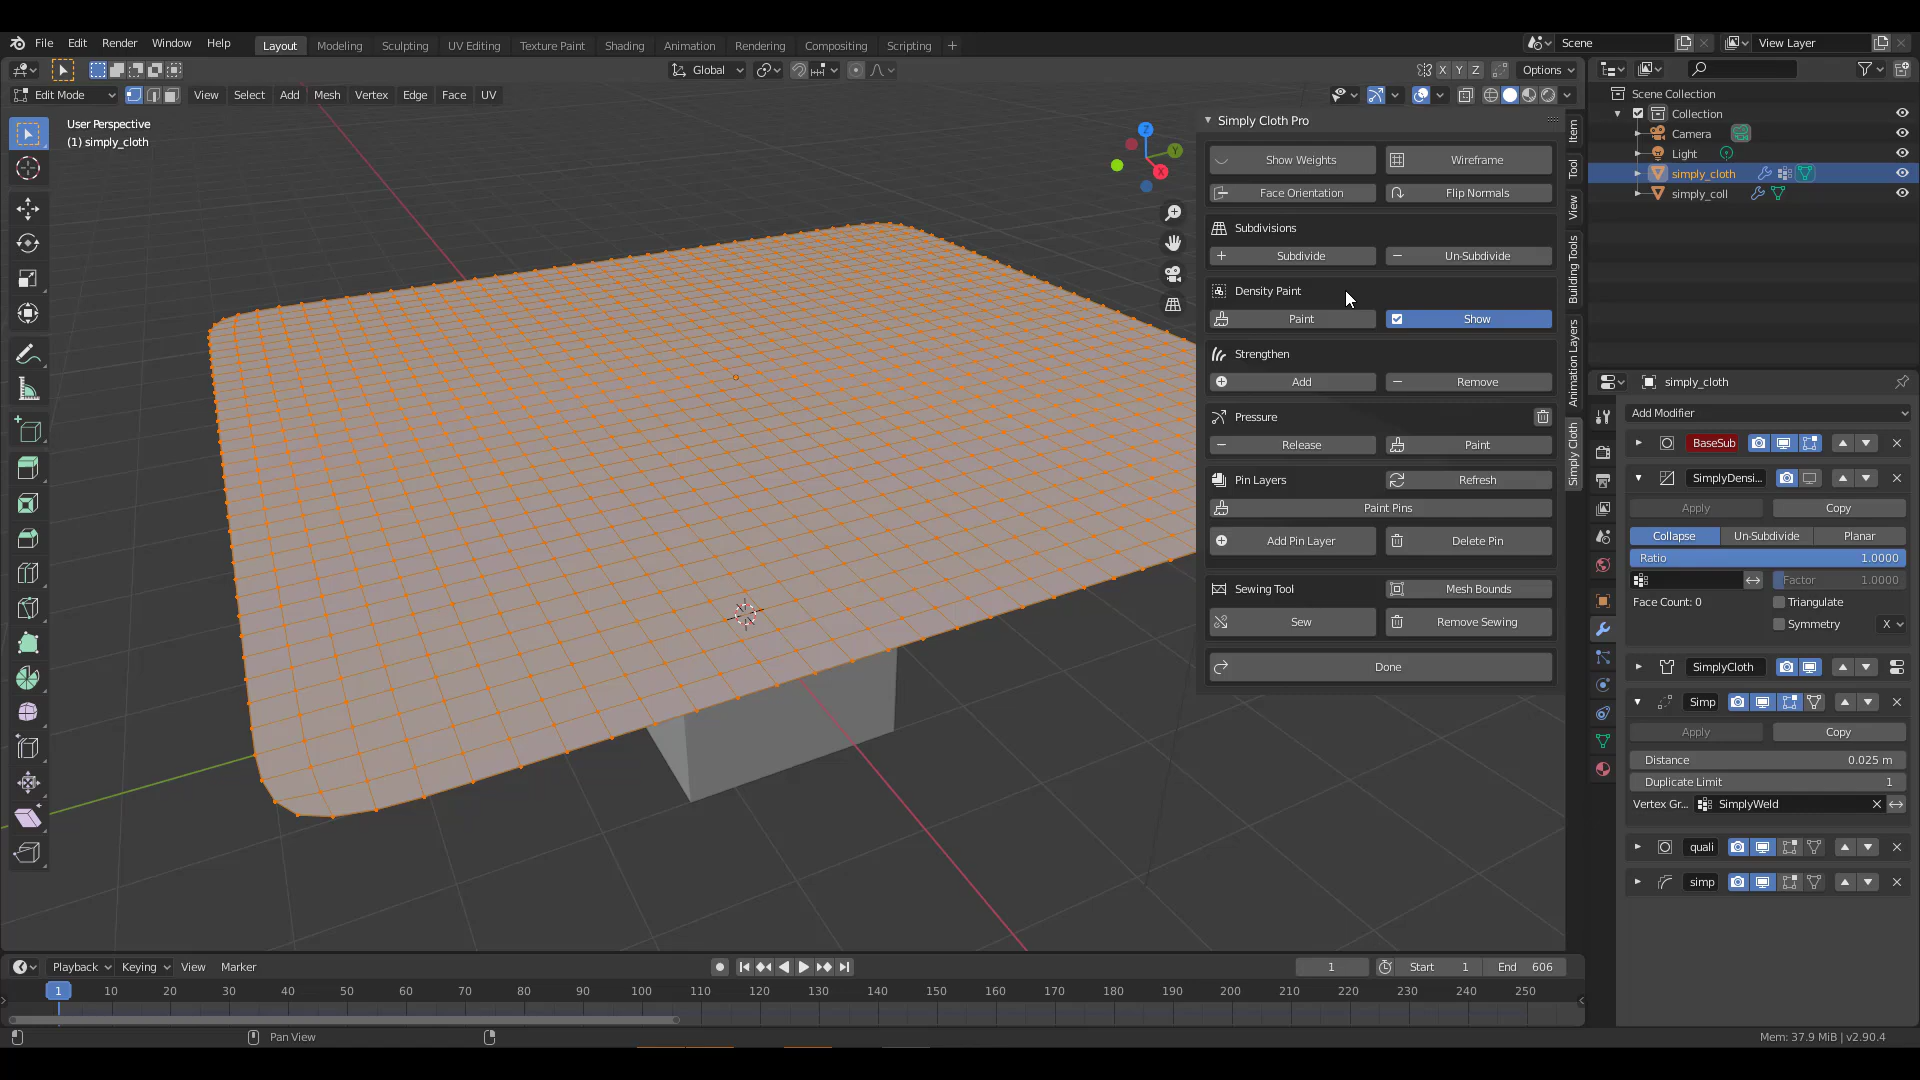 File Edit Render Window Help Layout Modeling Sculpting UV Editing Texture Paint Shading Animation Rendering Compositing Scripting + Scene View Layer
Global X Y Z Options
Edit Mode View Select Add Mesh Vertex Edge Face UV
User Perspective
(1) simply_cloth
Z
Y
X
Simply Cloth Pro
Show Weights Wireframe
Face Orientation Flip Normals
Subdivisions
Subdivide Un-Subdivide
Density Paint
Paint Show
Strengthen
Add Remove
Pressure
Release Paint
Pin Layers Refresh
Paint Pins
Add Pin Layer Delete Pin
Sewing Tool Mesh Bounds
Sew Remove Sewing
Done
Item
Tool
View
Building Tools
Animation Layers
Simply Cloth
Scene Collection
Collection
Camera
Light
simply_cloth
simply_coll
simply_cloth
Add Modifier
BaseSub
SimplyDensi...
Apply Copy
Collapse Un-Subdivide Planar
Ratio 1.0000
Factor 1.0000
Face Count: 0 Triangulate
Symmetry X
SimplyCloth
Simp
Apply Copy
Distance 0.025 m
Duplicate Limit 1
Vertex Gr... SimplyWeld
quali
simp
Playback Keying View Marker 1 Start 1 End 606
1 10 20 30 40 50 60 70 80 90 100 110 120 130 140 150 160 170 180 190 200 210 220 230 240 250
Pan View Mem: 37.9 MiB | v2.90.4